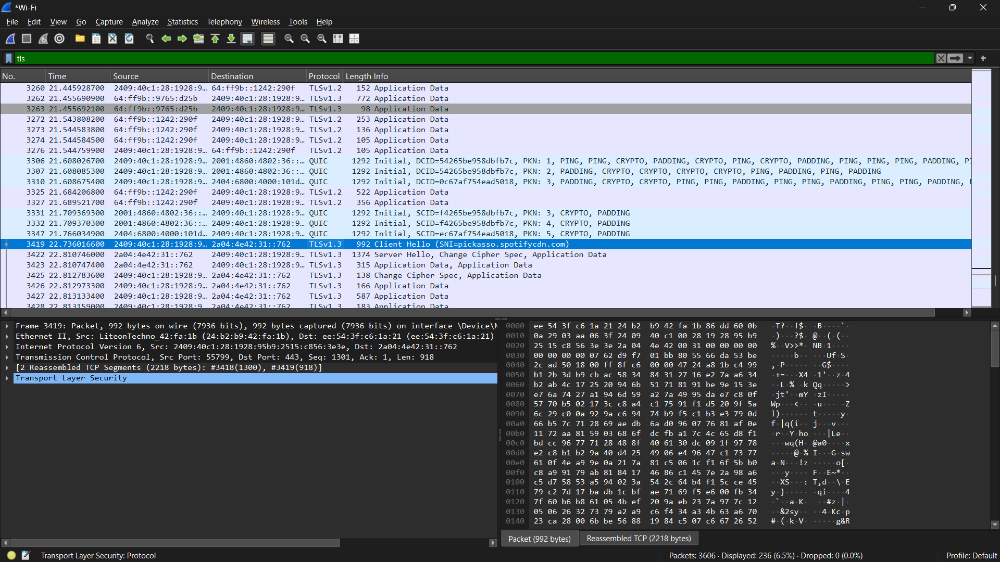 *Wi-Fi
File Edit View Go Capture Analyze Statistics Telephony Wireless Tools Help
tls
No. Time Source Destination Protocol Length Info
3260 21.445928700 2409:40c1:28:1928:9… 64:ff9b::1242:290f TLSv1.2 152 Application Data
3262 21.455690900 64:ff9b::9765:d25b 2409:40c1:28:1928:9… TLSv1.3 772 Application Data
3263 21.455692100 64:ff9b::9765:d25b 2409:40c1:28:1928:9… TLSv1.3 98 Application Data
3272 21.543808200 64:ff9b::1242:290f 2409:40c1:28:1928:9… TLSv1.2 253 Application Data
3273 21.544583800 64:ff9b::1242:290f 2409:40c1:28:1928:9… TLSv1.2 136 Application Data
3274 21.544584500 64:ff9b::1242:290f 2409:40c1:28:1928:9… TLSv1.2 105 Application Data
3276 21.544759900 2409:40c1:28:1928:9… 64:ff9b::1242:290f TLSv1.2 105 Application Data
3306 21.608026700 2409:40c1:28:1928:9… 2001:4860:4802:36::… QUIC 1292 Initial, DCID=54265be958dbfb7c, PKN: 1, PING, PING, CRYPTO, PADDING, CRYPTO, PING, CRYPTO, PADDING, PING, PING, PING, PADDING, PI
3307 21.608085300 2409:40c1:28:1928:9… 2001:4860:4802:36::… QUIC 1292 Initial, DCID=54265be958dbfb7c, PKN: 2, PADDING, CRYPTO, CRYPTO, CRYPTO, CRYPTO, PING, PADDING, PING, PADDING
3310 21.608675400 2409:40c1:28:1928:9… 2404:6800:4000:101d… QUIC 1292 Initial, DCID=0c67af754ead5018, PKN: 3, PADDING, CRYPTO, CRYPTO, PING, PING, PADDING, PING, PING, PADDING, PING, PING, PADDING,
3325 21.684206800 64:ff9b::1242:290f 2409:40c1:28:1928:9… TLSv1.2 522 Application Data
3327 21.689521700 64:ff9b::1242:290f 2409:40c1:28:1928:9… TLSv1.2 356 Application Data
3331 21.709369300 2001:4860:4802:36::… 2409:40c1:28:1928:9… QUIC 1292 Initial, SCID=f4265be958dbfb7c, PKN: 3, CRYPTO, PADDING
3332 21.709370300 2001:4860:4802:36::… 2409:40c1:28:1928:9… QUIC 1292 Initial, SCID=f4265be958dbfb7c, PKN: 4, CRYPTO, PADDING
3347 21.766034900 2404:6800:4000:101d… 2409:40c1:28:1928:9… QUIC 1292 Initial, SCID=ec67af754ead5018, PKN: 5, CRYPTO, PADDING
3419 22.736016600 2409:40c1:28:1928:9… 2a04:4e42:31::762 TLSv1.3 992 Client Hello (SNI=pickasso.spotifycdn.com)
3422 22.810746000 2a04:4e42:31::762 2409:40c1:28:1928:9… TLSv1.3 1374 Server Hello, Change Cipher Spec, Application Data
3423 22.810747400 2a04:4e42:31::762 2409:40c1:28:1928:9… TLSv1.3 315 Application Data, Application Data
3425 22.812783600 2409:40c1:28:1928:9… 2a04:4e42:31::762 TLSv1.3 138 Change Cipher Spec, Application Data
3426 22.812973300 2409:40c1:28:1928:9… 2a04:4e42:31::762 TLSv1.3 166 Application Data
3427 22.813133400 2409:40c1:28:1928:9… 2a04:4e42:31::762 TLSv1.3 587 Application Data
3428 22.813159000 2409:40c1:28:1928:9 2a04:4e42:31::762 TLSv1.3 183 Application Data
Frame 3419: Packet, 992 bytes on wire (7936 bits), 992 bytes captured (7936 bits) on interface \Device\N
Ethernet II, Src: LiteonTechno_42:fa:1b (24:b2:b9:42:fa:1b), Dst: ee:54:3f:c6:1a:21 (ee:54:3f:c6:1a:21)
Internet Protocol Version 6, Src: 2409:40c1:28:1928:95b9:2515:c856:3e3e, Dst: 2a04:4e42:31::762
Transmission Control Protocol, Src Port: 55799, Dst Port: 443, Seq: 1301, Ack: 1, Len: 918
[2 Reassembled TCP Segments (2218 bytes): #3418(1300), #3419(918)]
Transport Layer Security
0000 ee 54 3f c6 1a 21 24 b2 b9 42 fa 1b 86 dd 60 0b ·T?··!$· ·B····`·
0010 0a 29 03 aa 06 3f 24 09 40 c1 00 28 19 28 95 b9 ·)···?$· @··(·(··
0020 25 15 c8 56 3e 3e 2a 04 4e 42 00 31 00 00 00 00 %··V>>*· NB·1····
0030 00 00 00 00 07 62 d9 f7 01 bb 80 55 66 da 53 be ·····b·· ···Uf·S·
0040 2c ad 50 18 00 ff 8f c6 00 00 47 24 a8 1b c4 99 ,·P····· ··G$····
0050 b1 2b 3d b9 cb ac 58 34 84 31 27 16 e2 7a a6 34 ·+=···X4 ·1'··z·4
0060 b2 ab 4c 17 25 20 94 6b 51 71 81 91 be 9e 15 3e ··L·% ·k Qq·····>
0070 e7 6a 74 27 a1 94 6d 59 a2 7a 49 95 da e7 c8 0f ·jt'··mY ·zI·····
0080 57 70 b5 02 17 3c c8 a4 c1 75 91 f1 d5 20 9f 5a Wp···<·· ·u··· ·Z
0090 6c 29 c0 0a 92 9a c6 94 74 b9 f5 c1 b3 e3 79 0d l)······ t·····y·
00a0 66 b5 7c 71 28 69 ae db 6a d0 96 07 76 81 af 0e f·|q(i·· j···v···
00b0 11 72 aa 81 59 03 68 6f dc fb a1 7c 4c 65 d8 f1 ·r··Y·ho ···|Le··
00c0 bd cc 96 77 71 28 48 8f 40 61 30 dc 09 1f 97 78 ···wq(H· @a0····x
00d0 e2 c8 b1 b2 9a 40 d4 25 49 06 e4 96 47 c1 73 77 ·····@·% I···G·sw
00e0 61 0f 4e a9 9e 0a 21 7a 81 c5 06 1c f1 6f 5b b0 a·N···!z ·····o[·
00f0 c8 a9 91 79 ab 81 84 17 46 86 c1 45 7e 2a 98 a6 ···y···· F··E~*··
0100 c5 d7 58 53 a5 94 02 3a 54 2c 64 b4 f1 5c ce 45 ··XS···: T,d··\·E
0110 79 c2 7d 17 ba db 1c bf ae 71 69 f5 e6 00 fb 34 y·}····· ·qi····4
0120 7f 60 b6 b8 61 05 4b ef 20 9a eb 23 7a 97 7c 12 ·`··a·K·  ··#z·|·
0130 05 06 26 32 73 79 a2 a9 c6 f4 34 a3 4b 63 a6 70 ··&2sy·· ··4·Kc·p
0140 23 ca 28 00 6b be 56 88 19 84 c5 07 c6 67 26 52 #·(·k·V· ·····g&R
Packet (992 bytes) Reassembled TCP (2218 bytes)
Transport Layer Security: Protocol Packets: 3606 · Displayed: 236 (6.5%) · Dropped: 0 (0.0%) Profile: Default